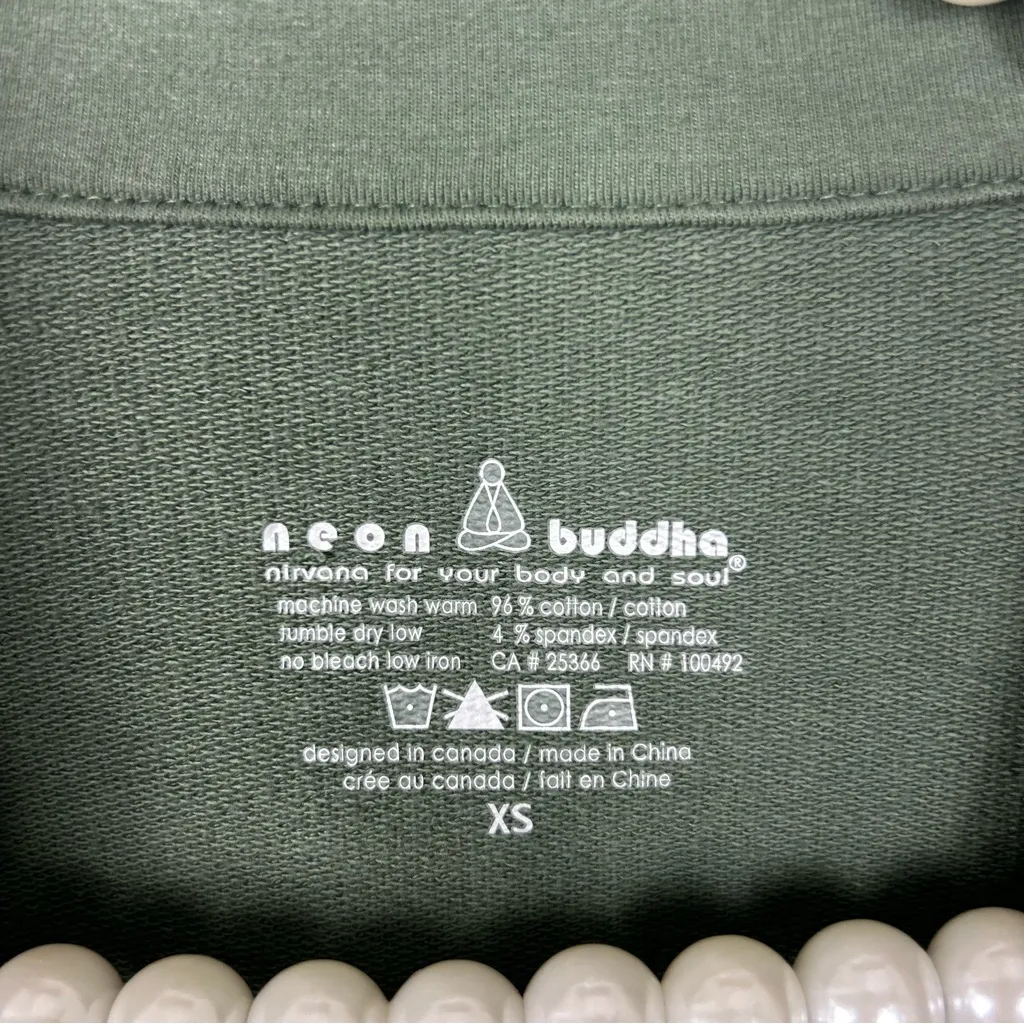 neon buddha®
nirvana for your body and soul
machine wash warm 96 % cotton / cotton
tumble dry low 4 % spandex / spandex
no bleach low iron CA # 25366 RN # 100492
designed in canada / made in China
crée au canada / fait en Chine
XS